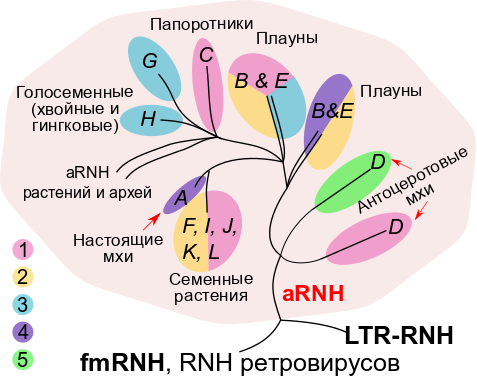 Папоротники
Плауны
G
C
B & E
Плауны
Голосеменные
(хвойные и
гингковые)
H
B&E
aRNH
растений и архей
D
Антоцеротовые
мхи
A
Настоящие
мхи
F, I, J,
K, L
D
Семенные
растения
aRNH
1
2
3
4
5
LTR-RNH
fmRNH, RNH ретровирусов